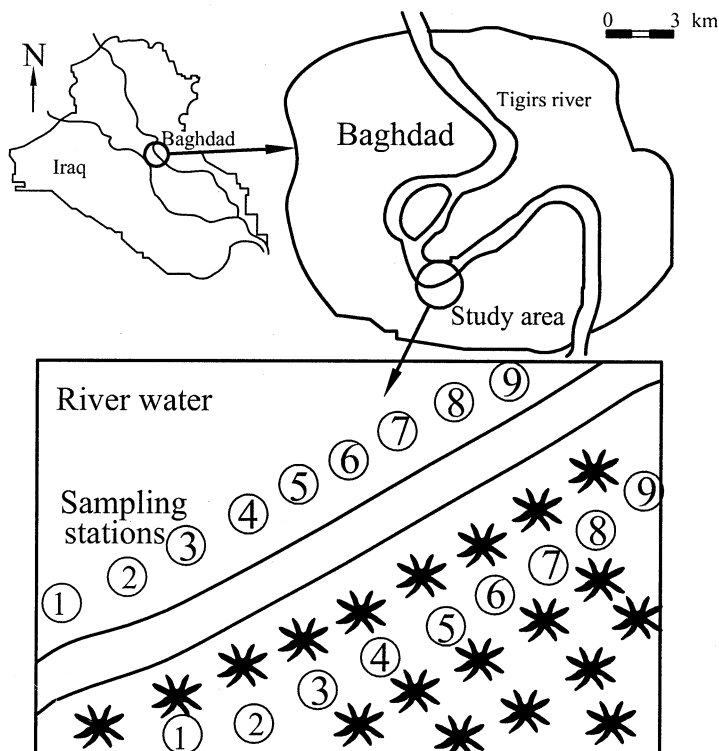 0 3 km
N
Tigirs river
Baghdad
Baghdad
Iraq
Study area
River water
9
8
7
6
5
4
Sampling
stations
3
2
1
9
8
7
6
5
4
3
2
1